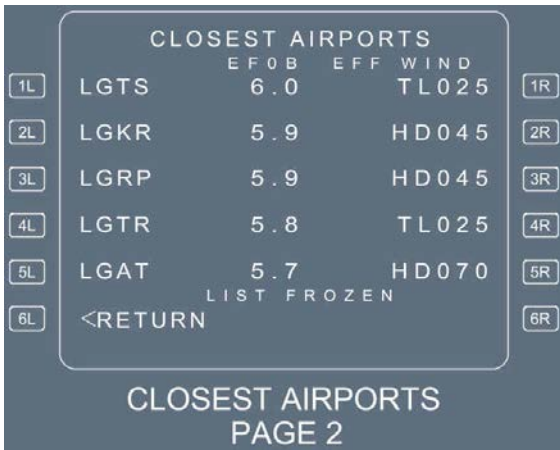 CLOSEST AIRPORTS
EFOB EFF WIND
1L LGTS 6.0 TL025 1R
2L LGKR 5.9 HD045 2R
3L LGRP 5.9 HD045 3R
4L LGTR 5.8 TL025 4R
5L LGAT 5.7 HD070 5R
LIST FROZEN
6L <RETURN 6R
CLOSEST AIRPORTS
PAGE 2